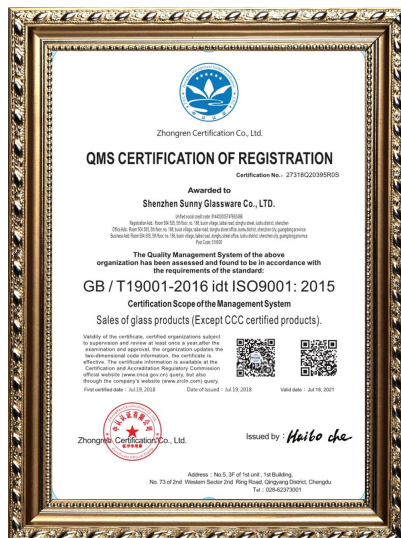 Zhongren Certification Co., Ltd.
QMS CERTIFICATION OF REGISTRATION
Certification No.: 27318Q20395R0S
Awarded to
Shenzhen Sunny Glassware Co., LTD.
The Quality Management System of the above
organization has been assessed and found to be in accordance with
the requirements of the standard:
GB / T19001-2016 idt ISO9001: 2015
Certification Scope of the Management System
Sales of glass products (Except CCC certified products).
Validity of the certificate, certified organizations subject
to supervision and review at least once a year.after the
examination and approval, the organization updates the
two-dimensional code information, the certificate is
effective. The certificate information is available at the
Certification and Accreditation Regulatory Commission
official website (www.cnca.gov.cn) query, but also
through the company's website (www.zrcln.com) query.
First certified date : Jul.19, 2018 Date of Issued : Jul.19, 2018 Valid date : Jul.18, 2021
Zhongren Certification Co., Ltd.
Issued by : Haibo che
Address : No.5, 3F of 1st unit , 1st Building,
No. 73 of 2nd Western Sector 2nd Ring Road, Qingyang District, Chengdu
Tel : 028-62373001